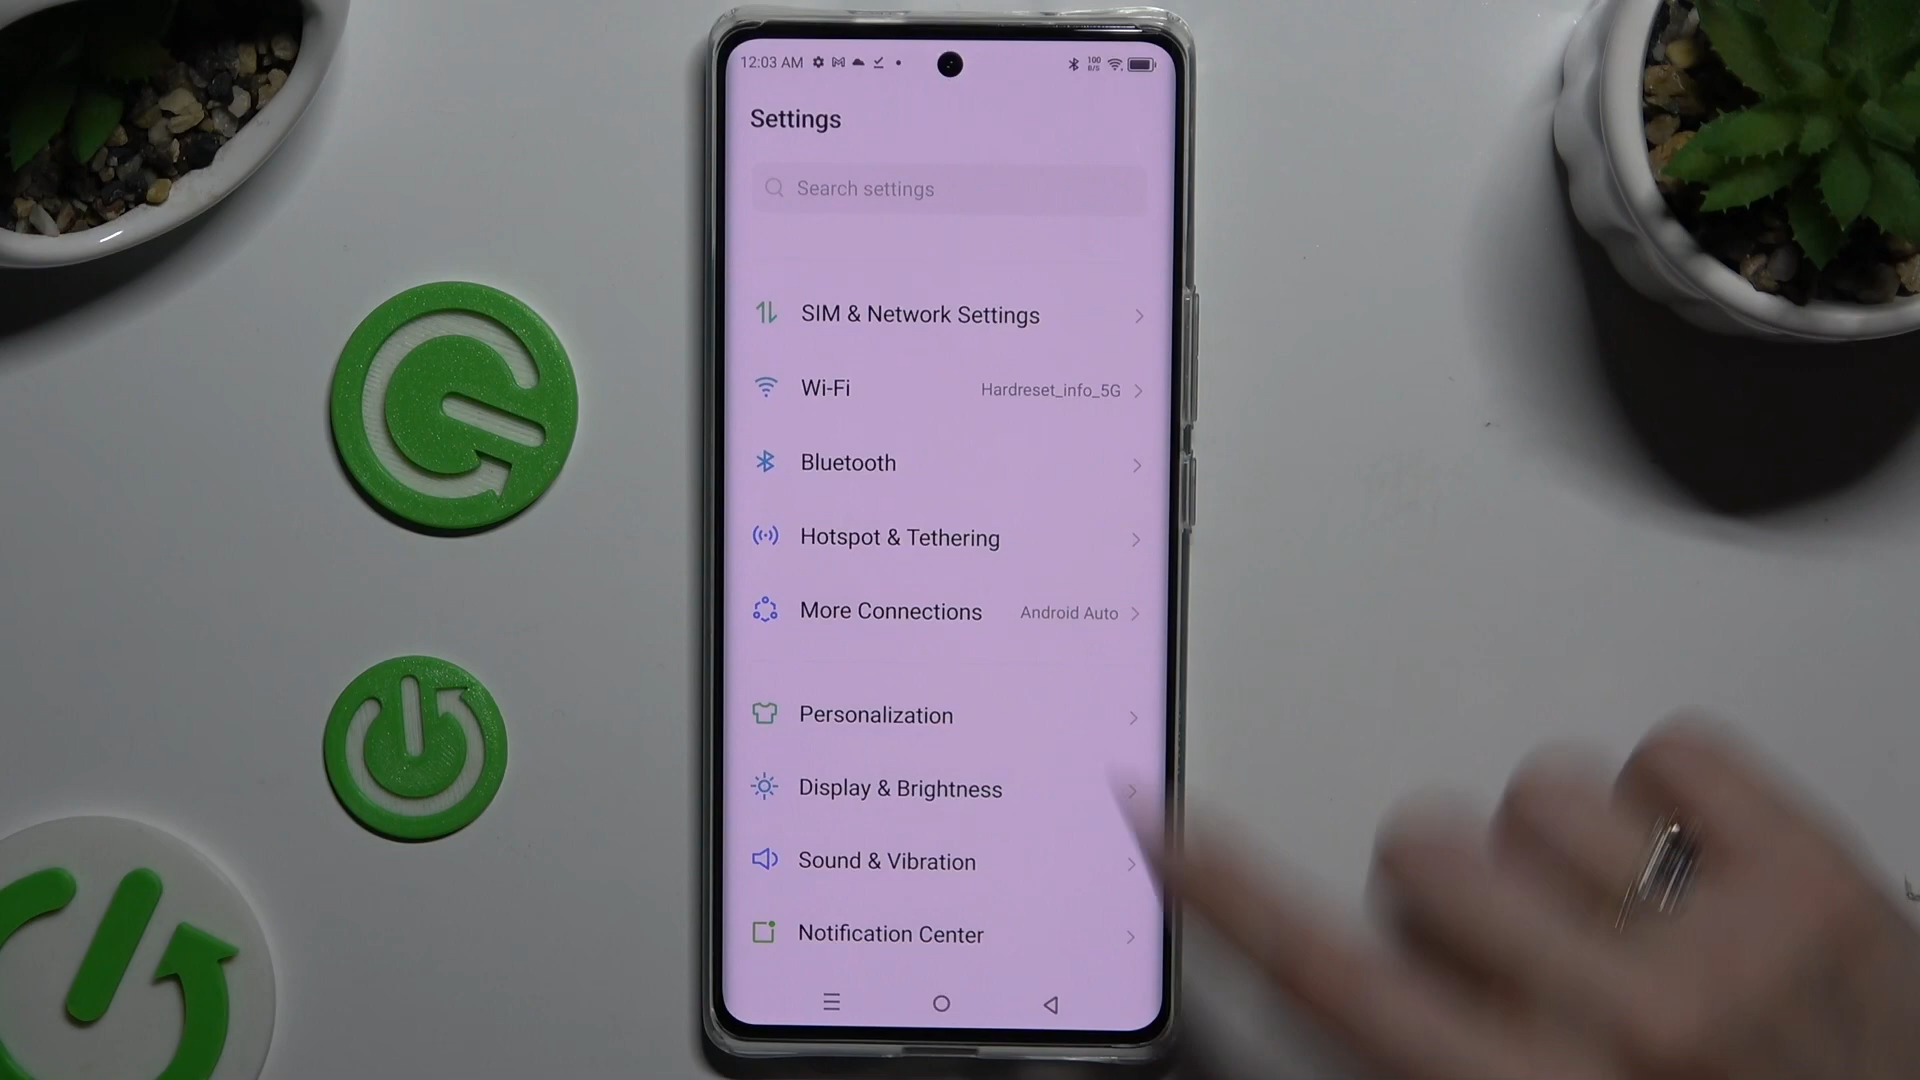 12:03 AM
100
B/S
Settings
Search settings
SIM & Network Settings
Wi-Fi
Hardreset_info_5G
Bluetooth
Hotspot & Tethering
More Connections
Android Auto
Personalization
Display & Brightness
Sound & Vibration
Notification Center